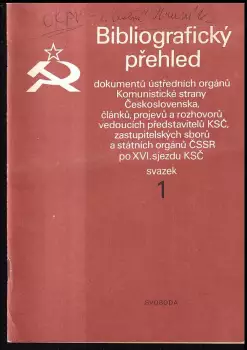 Bibliografický
přehled
dokumentů ústředních orgánů
Komunistické strany
Československa,
článků, projevů a rozhovorů
vedoucích představitelů KSČ,
zastupitelských sborů
a státních orgánů ČSSR
po XVI. sjezdu KSČ
svazek
1
SVOBODA